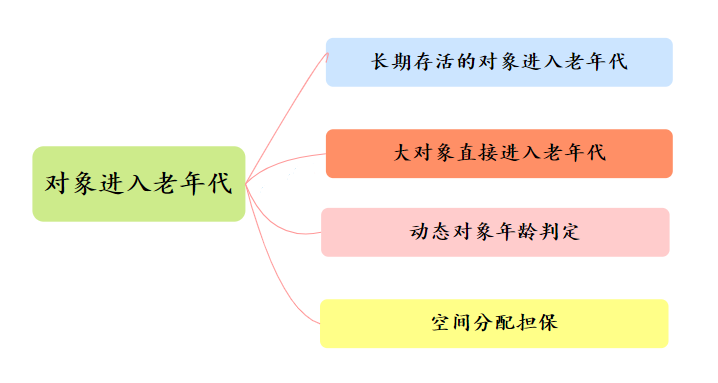 长期存活的对象进入老年代
大对象直接进入老年代
对象进入老年代
动态对象年龄判定
空间分配担保